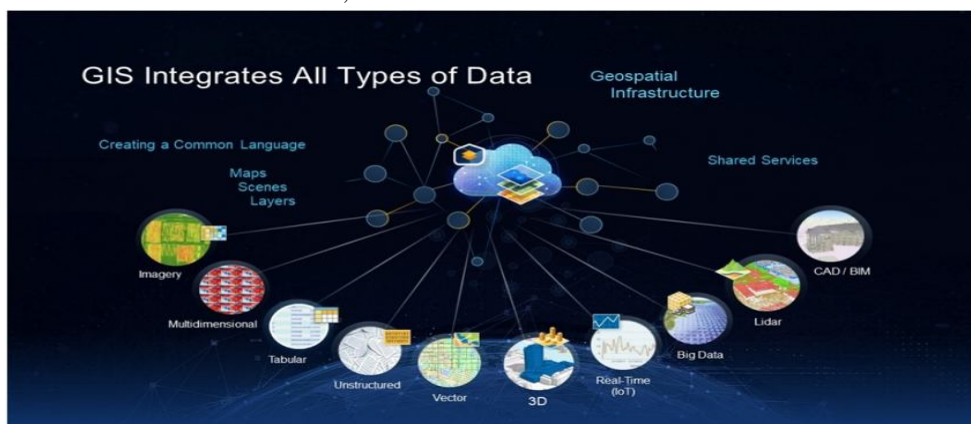 GIS Integrates All Types of Data
Geospatial
Infrastructure
Creating a Common Language
Shared Services
Maps
Scenes
Layers
Imagery
CAD / BIM
Multidimensional
Lidar
Tabular
Big Data
Unstructured
Real-Time
(IoT)
Vector
3D